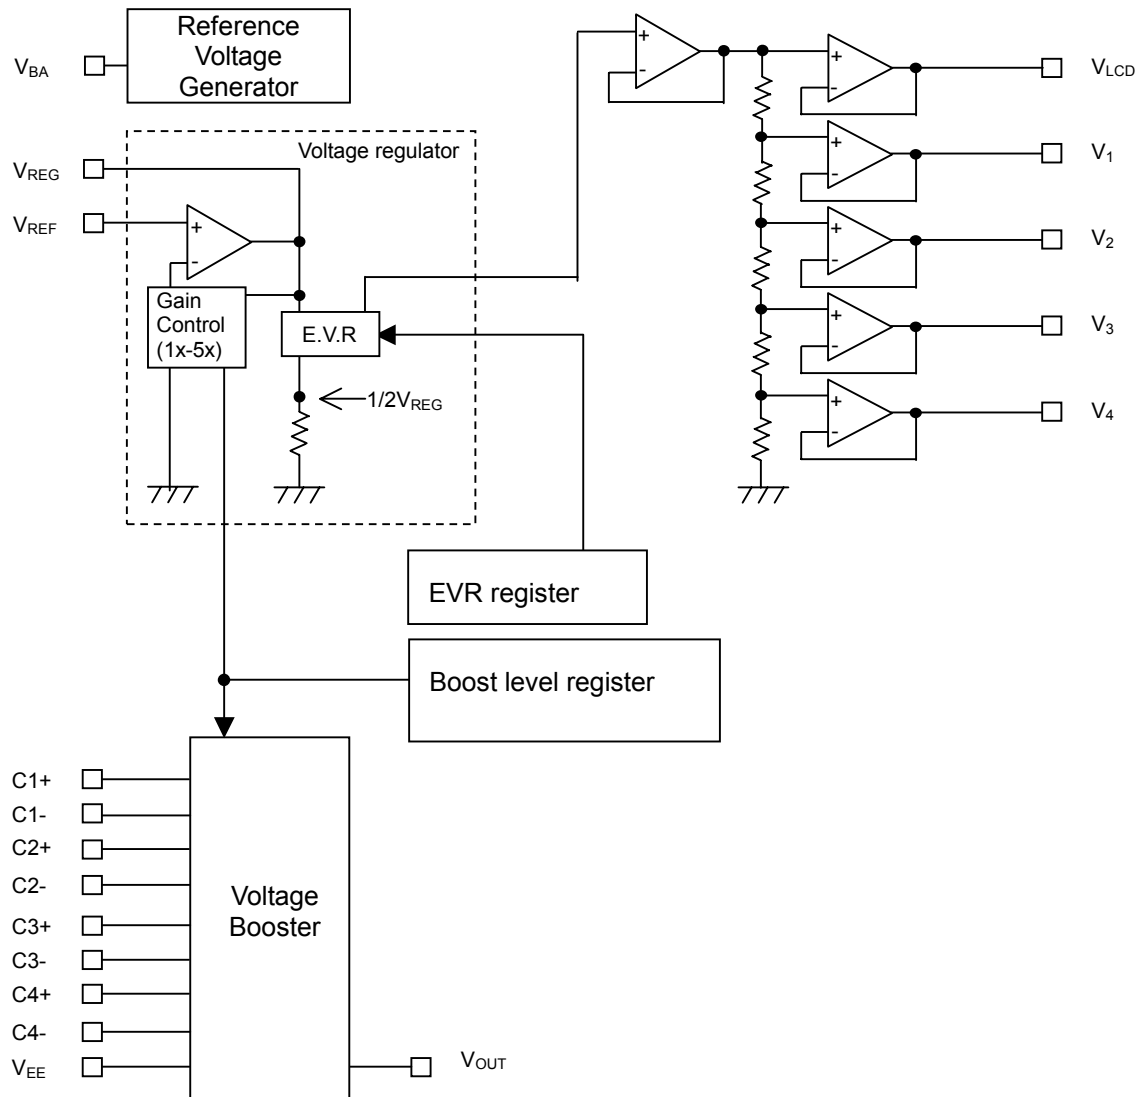 Reference
Voltage
Generator
VBA
Voltage regulator
VREG
VREF
+
-
Gain
Control
(1x-5x)
E.V.R
1/2VREG
+
-
+
-
VLCD
+
-
V1
+
-
V2
+
-
V3
+
-
V4
EVR register
Boost level register
Voltage
Booster
C1+
C1-
C2+
C2-
C3+
C3-
C4+
C4-
VEE
VOUT